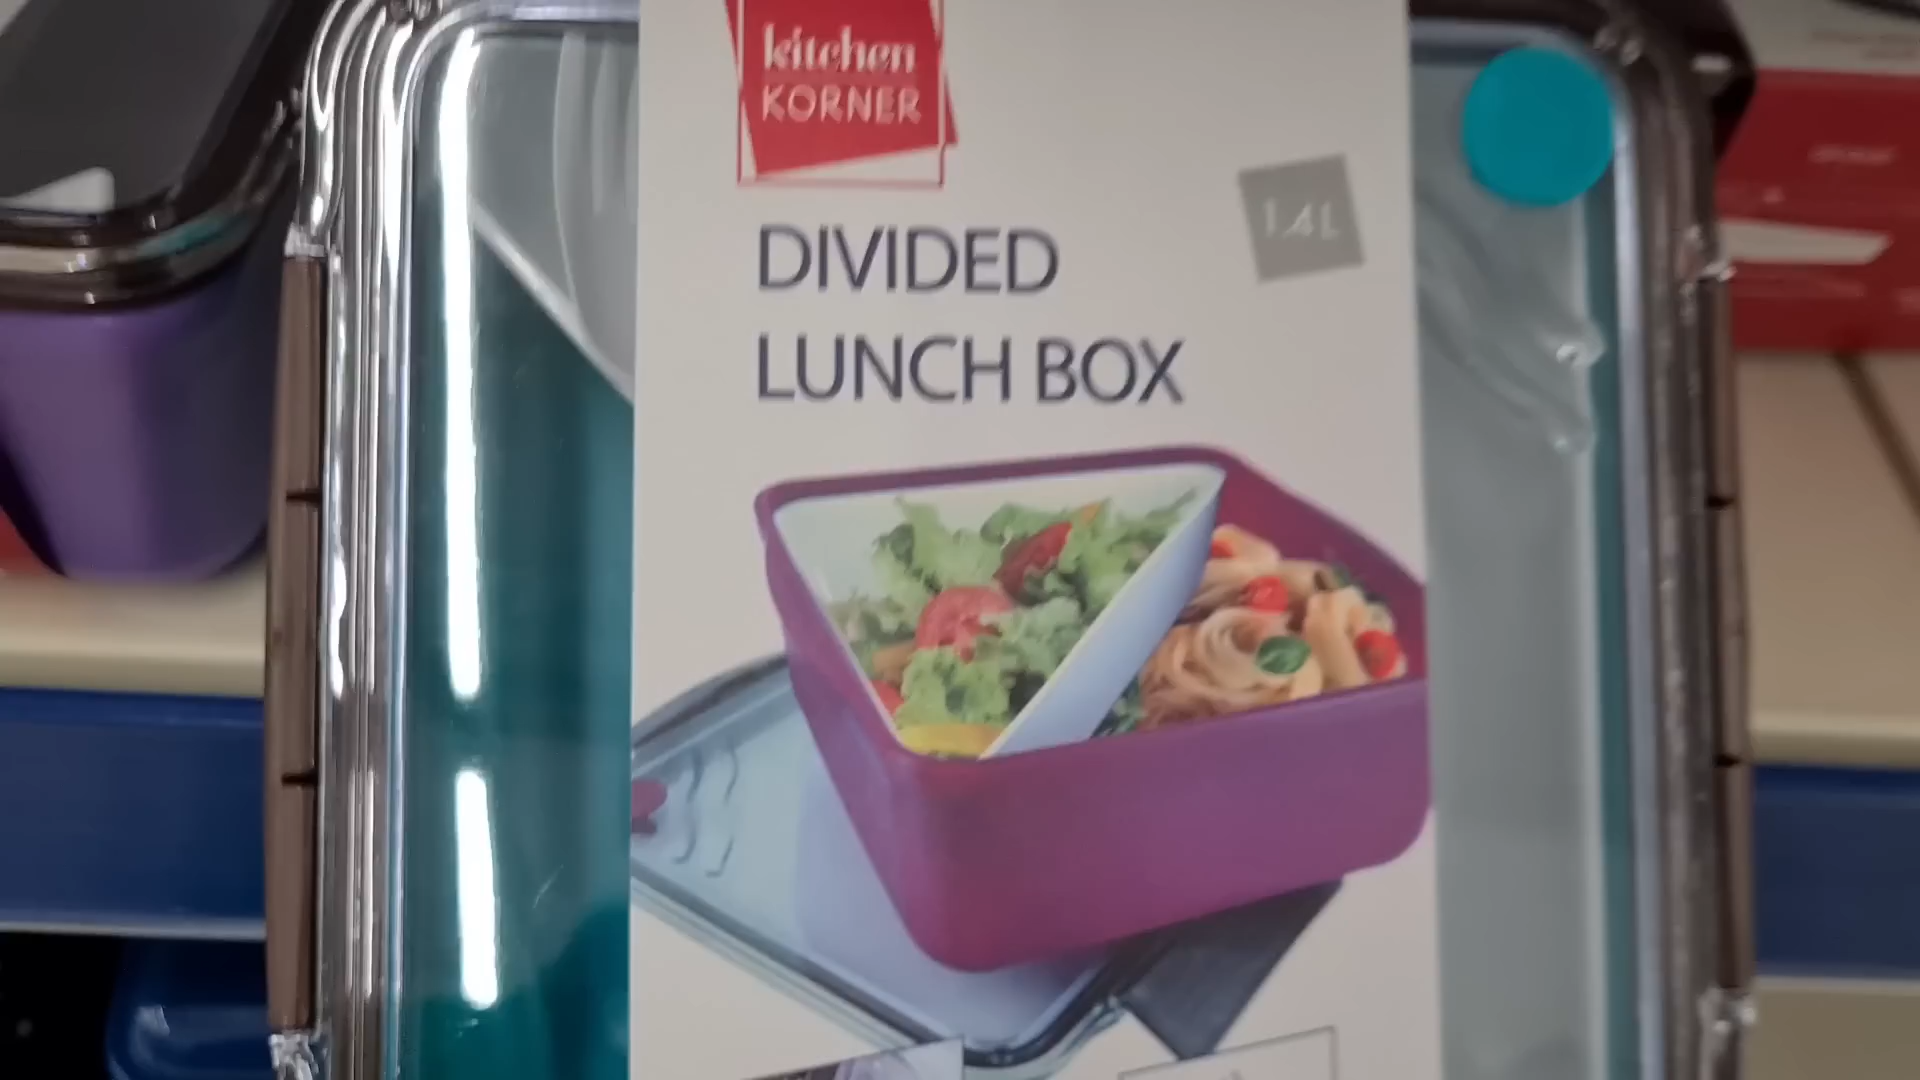 kitchen
KORNER
1.4L
DIVIDED
LUNCH BOX